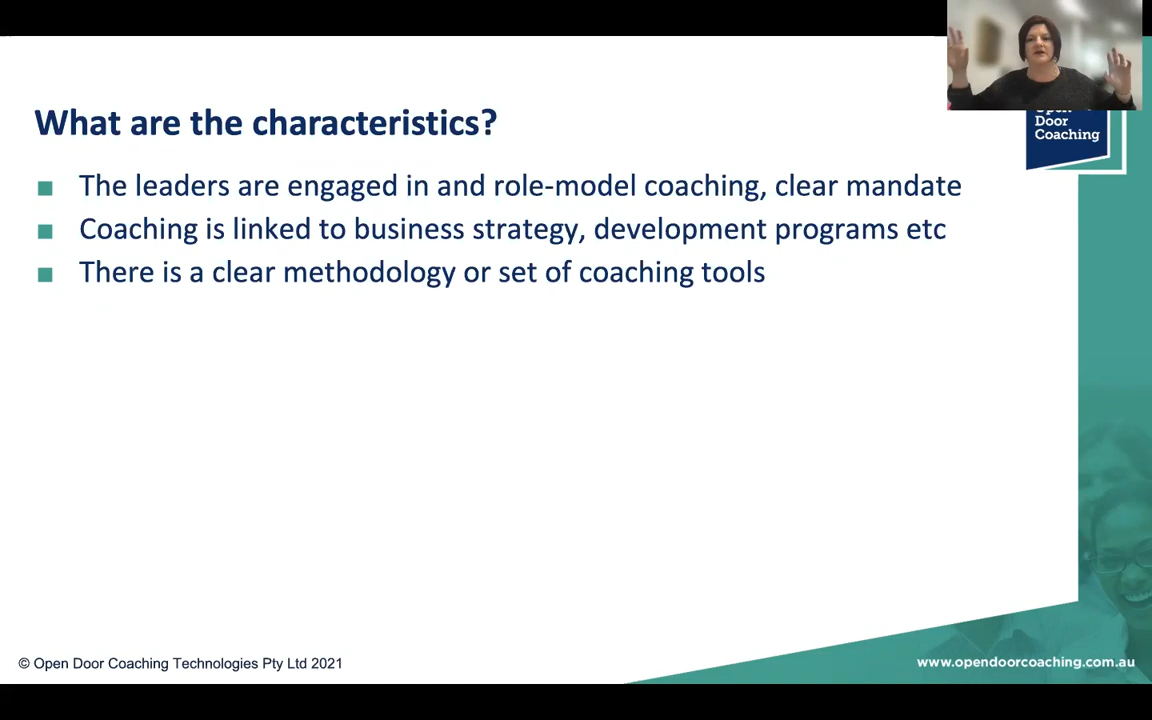 What are the characteristics?
The leaders are engaged in and role-model coaching, clear mandate
Coaching is linked to business strategy, development programs etc
There is a clear methodology or set of coaching tools
Open
Door
Coaching
© Open Door Coaching Technologies Pty Ltd 2021
www.opendoorcoaching.com.au